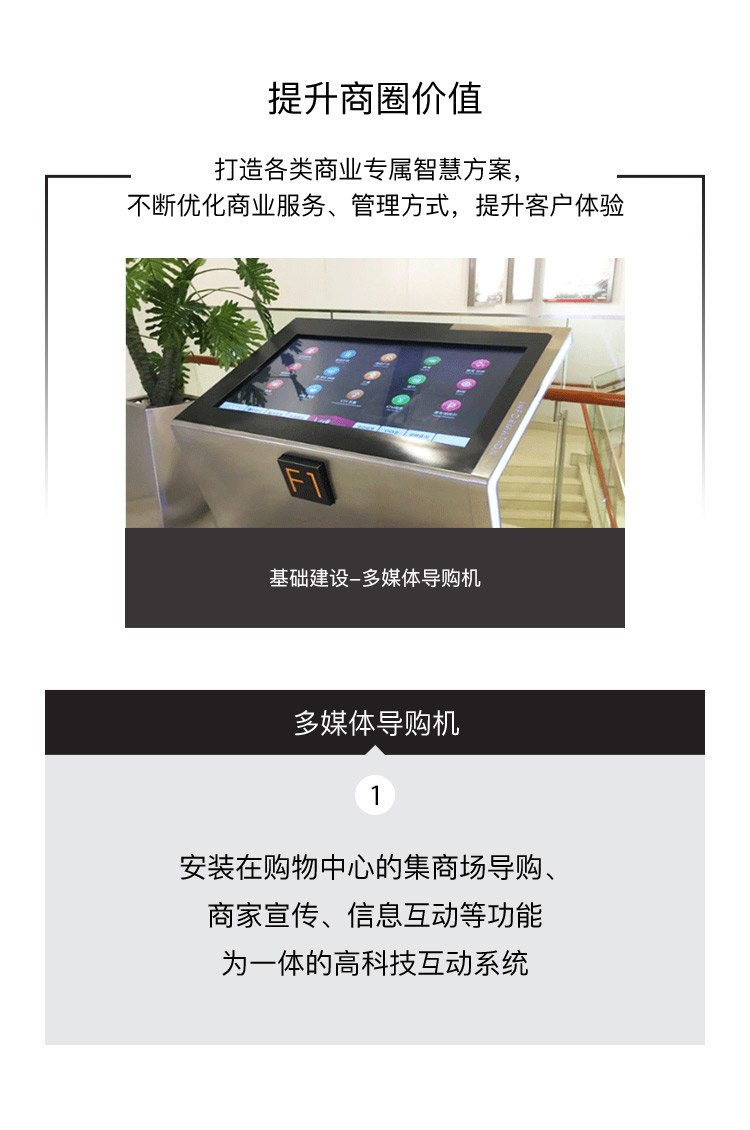 提升商圈价值
打造各类商业专属智慧方案，
不断优化商业服务、管理方式，提升客户体验
F1
基础建设-多媒体导购机
多媒体导购机
1
安装在购物中心的集商场导购、
商家宣传、信息互动等功能
为一体的高科技互动系统